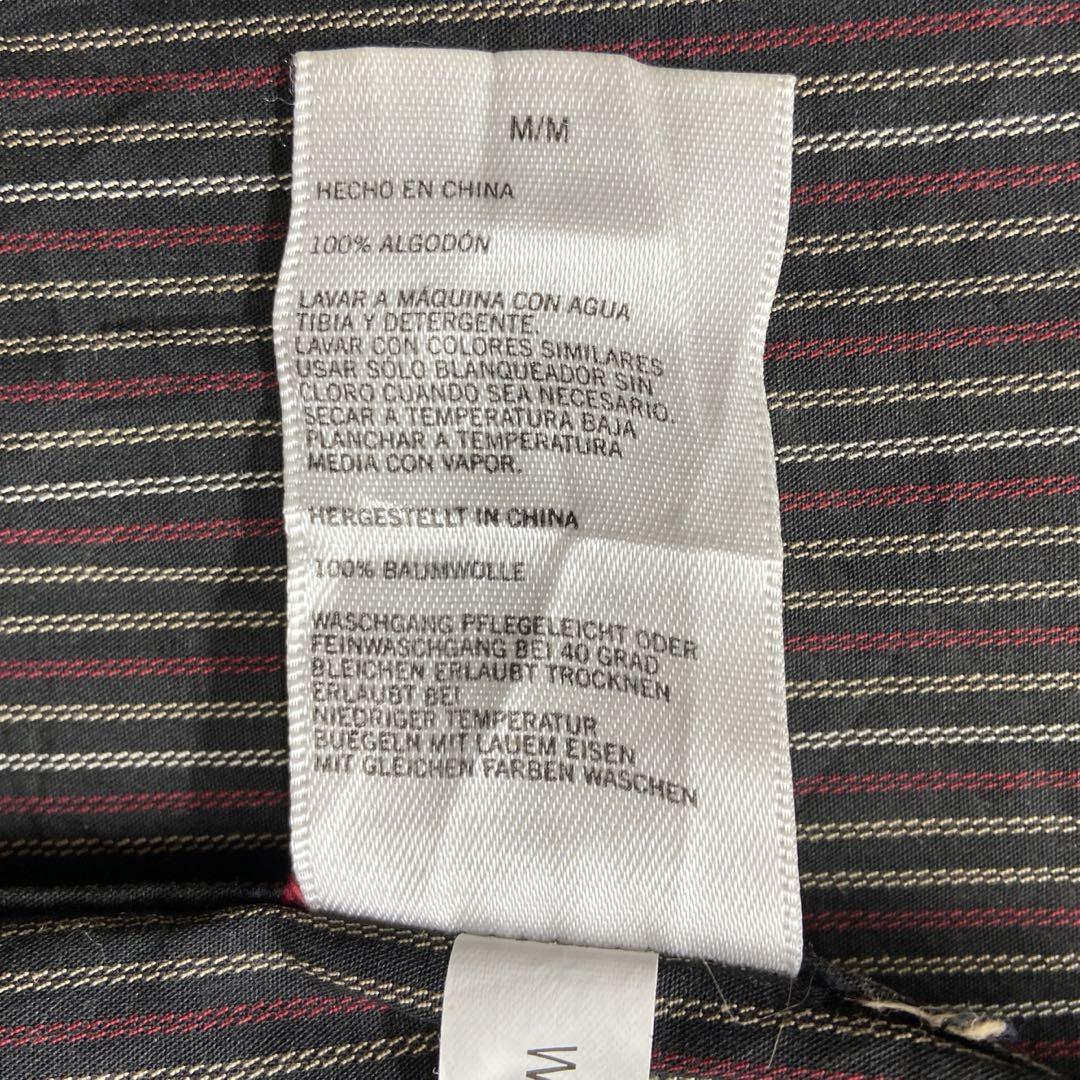 M/M
HECHO EN CHINA
100% ALGODÓN
LAVAR A MÁQUINA CON AGUA
TIBIA Y DETERGENTE.
LAVAR CON COLORES SIMILARES
USAR SOLO BLANQUEADOR SIN
CLORO CUANDO SEA NECESARIO.
SECAR A TEMPERATURA BAJA
PLANCHAR A TEMPERATURA
MEDIA CON VAPOR.
HERGESTELLT IN CHINA
100% BAUMWOLLE
WASCHGANG PFLEGELEICHT ODER
FEINWASCHGANG BEI 40 GRAD
BLEICHEN ERLAUBT TROCKNEN
ERLAUBT BEI
NIEDRIGER TEMPERATUR
BUEGELN MIT LAUEM EISEN
MIT GLEICHEN FARBEN WASCHEN
W